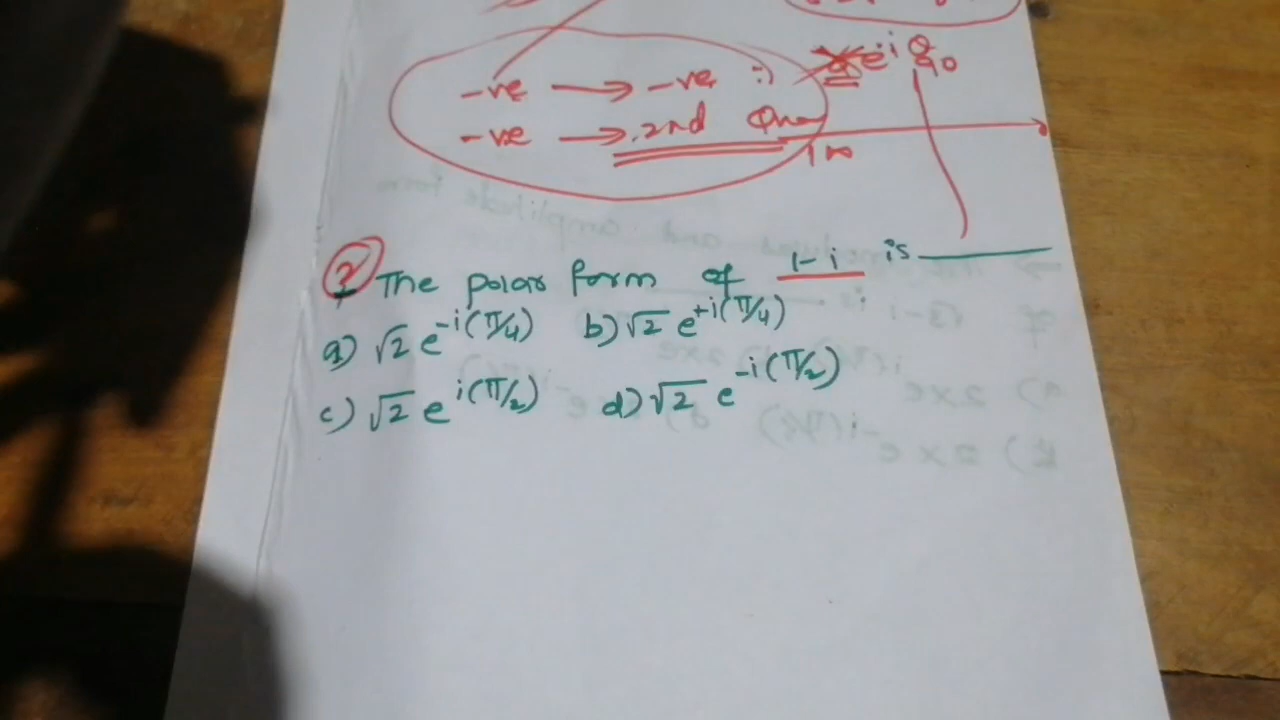 -ve → -ve :)
e^iθ
-ve → 2nd
90
? The polar form of 1-i is ______
a) √2 e^-i(π/4) b) √2 e^+i(π/4)
c) √2 e^i(π/2) d) √2 e^-i(π/2)